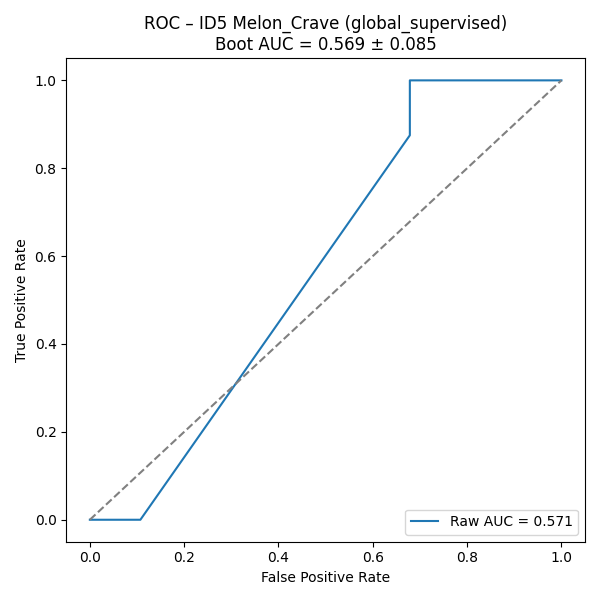 ROC – ID5 Melon_Crave (global_supervised)
Boot AUC = 0.569 ± 0.085
1.0
0.8
0.6
0.4
0.2
0.0
True Positive Rate
Raw AUC = 0.571
0.0 0.2 0.4 0.6 0.8 1.0
False Positive Rate